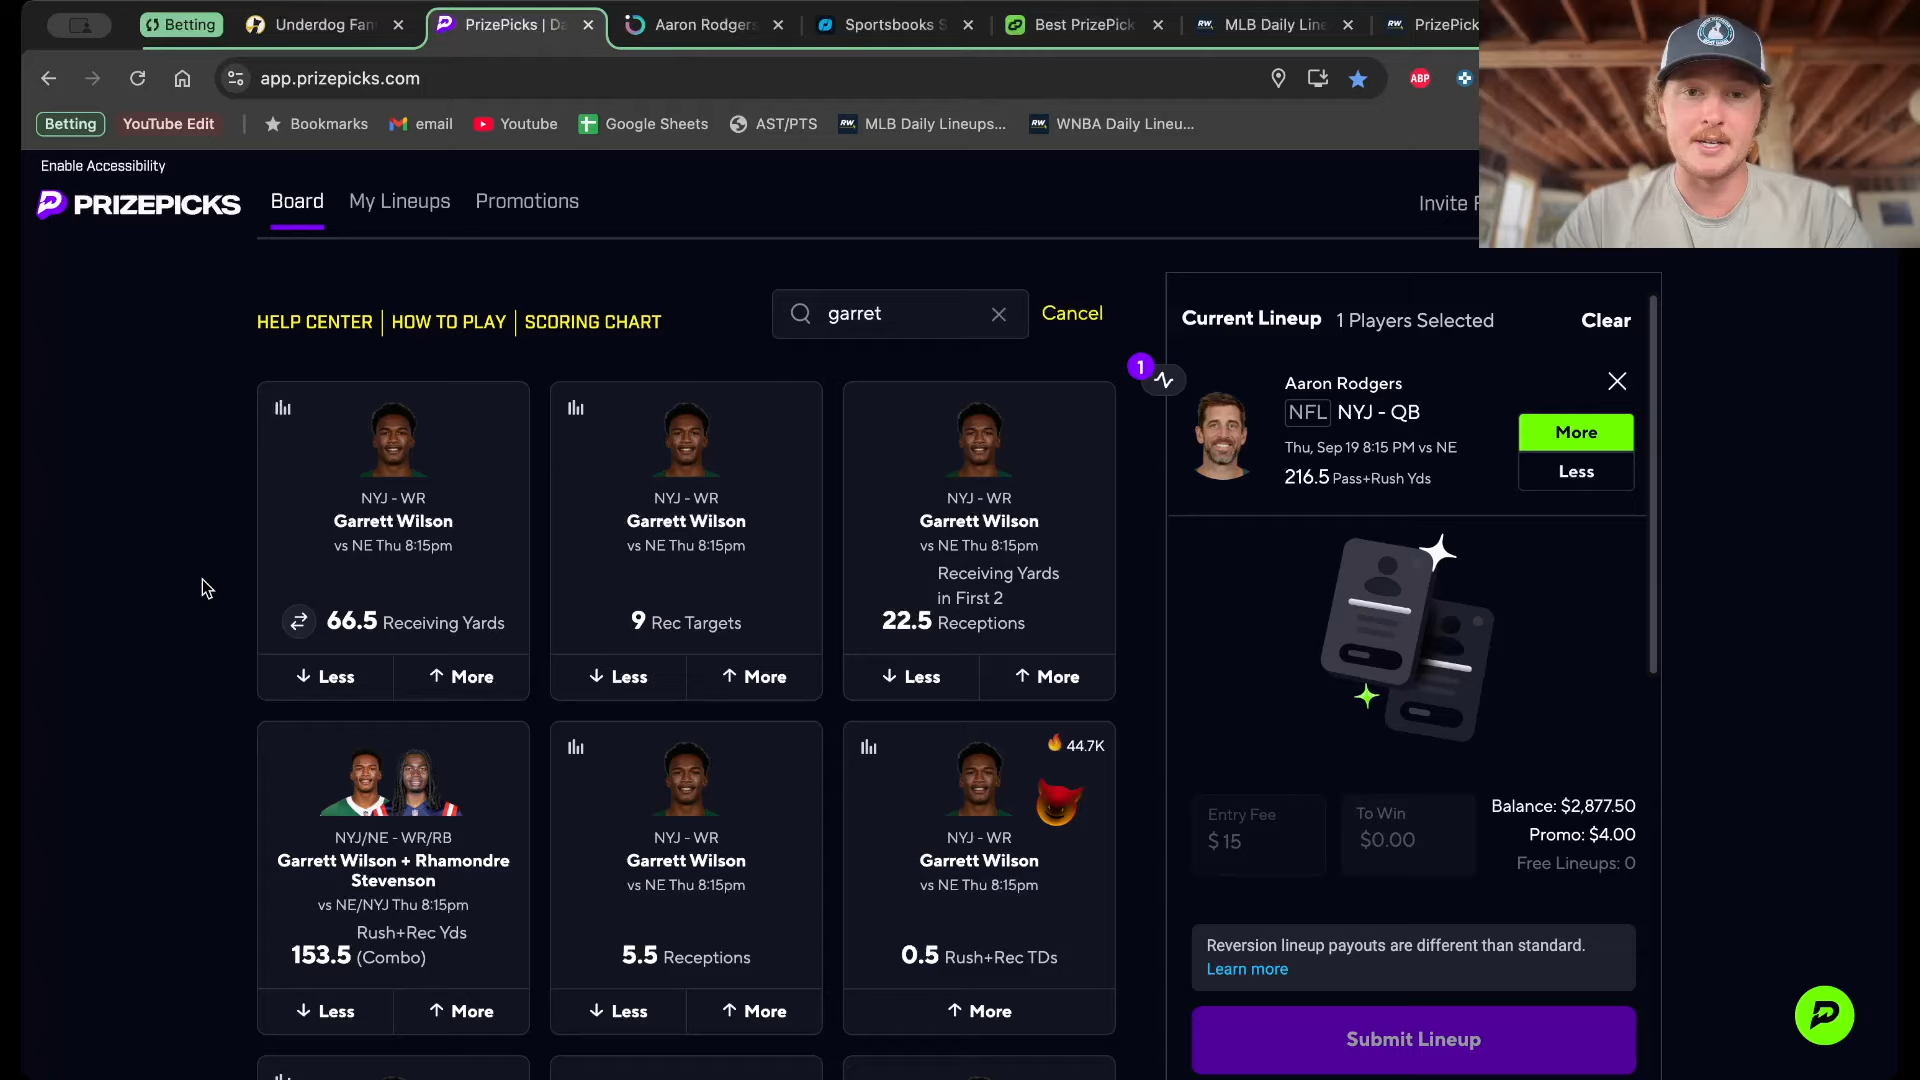 Betting
Underdog Fan
PrizePicks | Da
Aaron Rodgers
Sportsbooks S
Best PrizePick
RW MLB Daily Line
RW PrizePick
app.prizepicks.com
ABP
Betting
YouTube Edit
Bookmarks
email
Youtube
Google Sheets
AST/PTS
RW MLB Daily Lineups...
RW WNBA Daily Lineu...
Enable Accessibility
PRIZEPICKS
Board
My Lineups
Promotions
Invite F
HELP CENTER | HOW TO PLAY | SCORING CHART
garret
Cancel
NYJ - WR
Garrett Wilson
vs NE Thu 8:15pm
66.5 Receiving Yards
Less
More
NYJ - WR
Garrett Wilson
vs NE Thu 8:15pm
9 Rec Targets
Less
More
NYJ - WR
Garrett Wilson
vs NE Thu 8:15pm
Receiving Yards
in First 2
22.5 Receptions
Less
More
NYJ/NE - WR/RB
Garrett Wilson + Rhamondre
Stevenson
vs NE/NYJ Thu 8:15pm
Rush+Rec Yds
153.5 (Combo)
Less
More
NYJ - WR
Garrett Wilson
vs NE Thu 8:15pm
5.5 Receptions
Less
More
44.7K
NYJ - WR
Garrett Wilson
vs NE Thu 8:15pm
0.5 Rush+Rec TDs
More
Current Lineup 1 Players Selected
Clear
1
Aaron Rodgers
NFL NYJ - QB
Thu, Sep 19 8:15 PM vs NE
216.5 Pass+Rush Yds
More
Less
Entry Fee
$ 15
To Win
$0.00
Balance: $2,877.50
Promo: $4.00
Free Lineups: 0
Reversion lineup payouts are different than standard.
Learn more
Submit Lineup